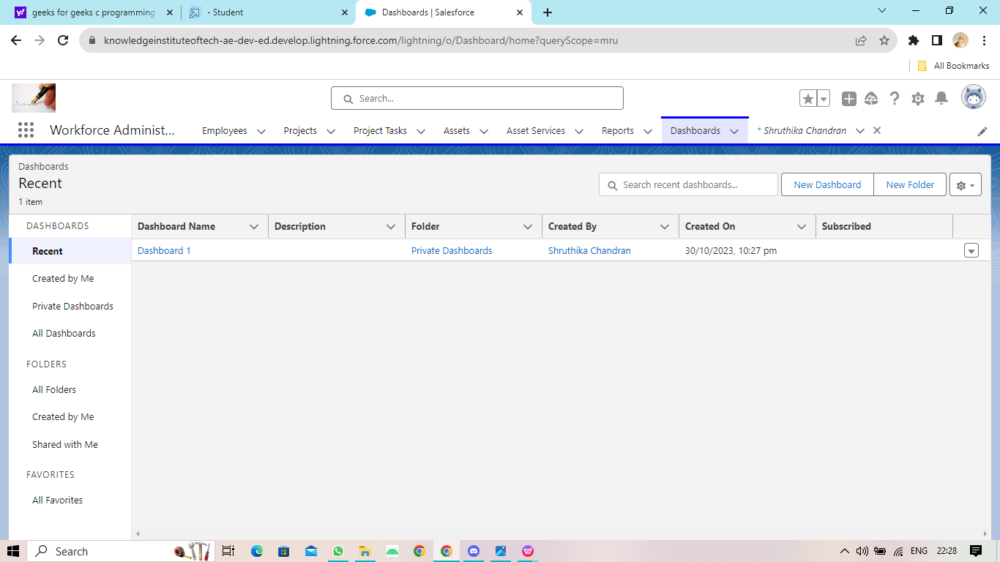 geeks for geeks c programming
- Student
Dashboards | Salesforce
knowledgeinstituteoftech-ae-dev-ed.develop.lightning.force.com/lightning/o/Dashboard/home?queryScope=mru
All Bookmarks
Search...
Workforce Administ...
Employees
Projects
Project Tasks
Assets
Asset Services
Reports
Dashboards
* Shruthika Chandran
Dashboards
Recent
1 item
Search recent dashboards...
New Dashboard
New Folder
DASHBOARDS
Recent
Created by Me
Private Dashboards
All Dashboards
FOLDERS
All Folders
Created by Me
Shared with Me
FAVORITES
All Favorites
Dashboard Name
Description
Folder
Created By
Created On
Subscribed
Dashboard 1
Private Dashboards
Shruthika Chandran
30/10/2023, 10:27 pm
Search
ENG
22:28